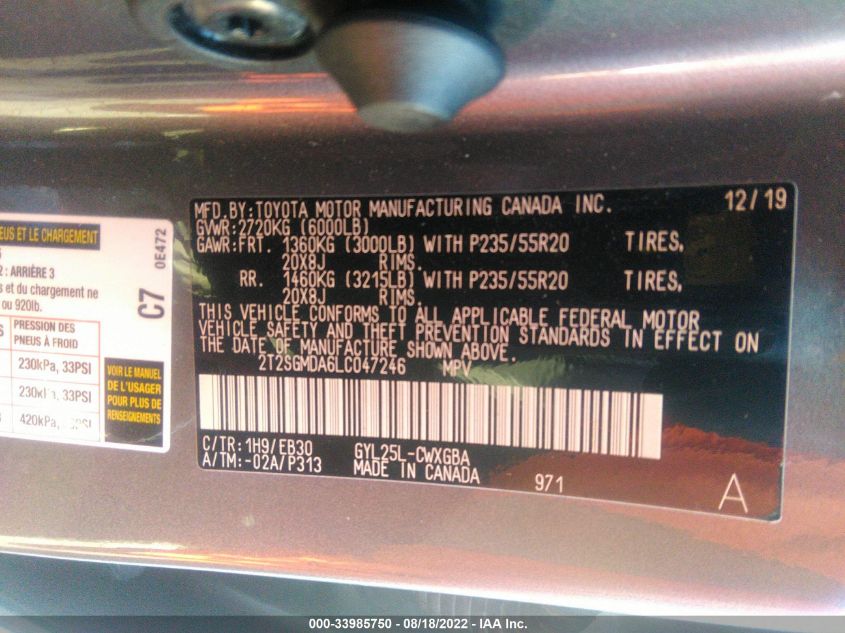 EUS ET LE CHARGEMENT
2 : ARRIÈRE 3
s et du chargement ne
ou 920lb.
PRESSION DES
PNEUS À FROID
230kPa, 33PSI
230kPa, 33PSI
420kPa,
C7
0E472
VOIR LE MANUEL
DE L'USAGER
POUR PLUS DE
RENSEIGNEMENTS
MFD. BY: TOYOTA MOTOR MANUFACTURING CANADA INC. 12/19
GVWR: 2720KG (6000LB)
GAWR: FRT. 1360KG (3000LB) WITH P235/55R20 TIRES,
20X8J RIMS.
RR. 1460KG (3215LB) WITH P235/55R20 TIRES,
20X8J RIMS.
THIS VEHICLE CONFORMS TO ALL APPLICABLE FEDERAL MOTOR
VEHICLE SAFETY AND THEFT PREVENTION STANDARDS IN EFFECT ON
THE DATE OF MANUFACTURE SHOWN ABOVE.
2T2SGMDA6LC047246 MPV
C/TR: 1H9/EB30 GYL25L-CWXGBA
A/TM: -02A/P313 MADE IN CANADA
971
A
000-33985750 - 08/18/2022 - IAA Inc.